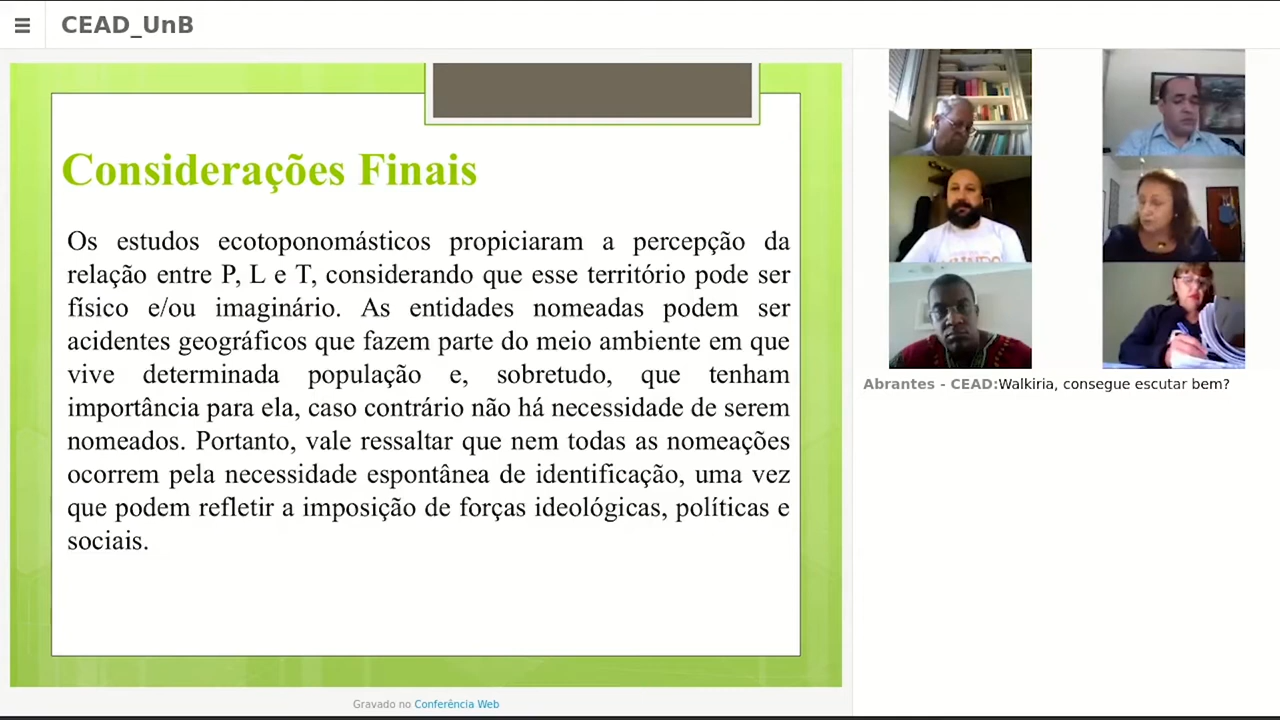 CEAD_UnB
Considerações Finais
Os estudos ecotoponomásticos propiciaram a percepção da
relação entre P, L e T, considerando que esse território pode ser
físico e/ou imaginário. As entidades nomeadas podem ser
acidentes geográficos que fazem parte do meio ambiente em que
vive determinada população e, sobretudo, que tenham
importância para ela, caso contrário não há necessidade de serem
nomeados. Portanto, vale ressaltar que nem todas as nomeações
ocorrem pela necessidade espontânea de identificação, uma vez
que podem refletir a imposição de forças ideológicas, políticas e
sociais.
Abrantes - CEAD:Walkiria, consegue escutar bem?
Gravado no Conferência Web